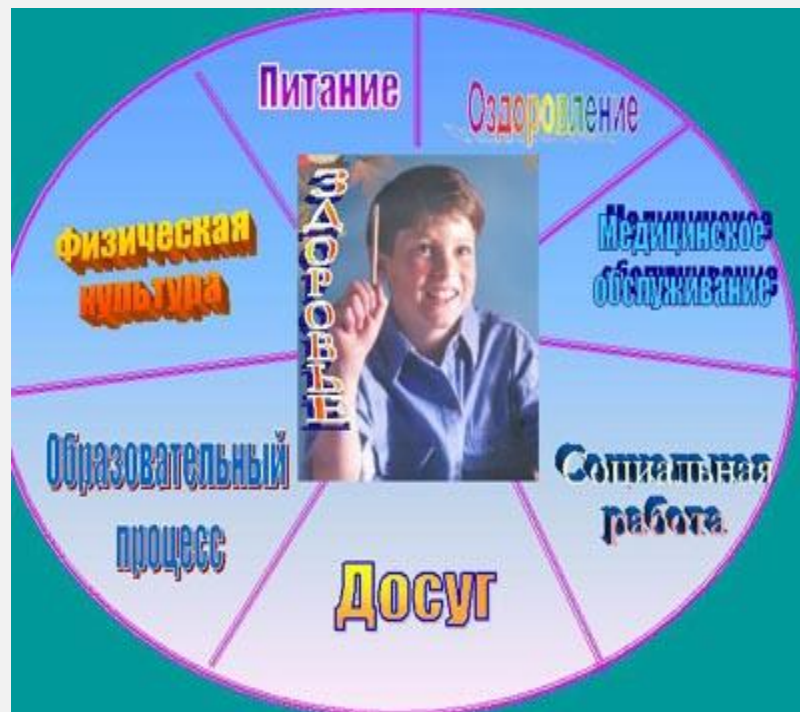 Питание
Оздоровление
ЗДОРОВЬЕ
Физическая
культура
Медицинское
обслуживание
Образовательный
процесс
Социальная
работа
Досуг